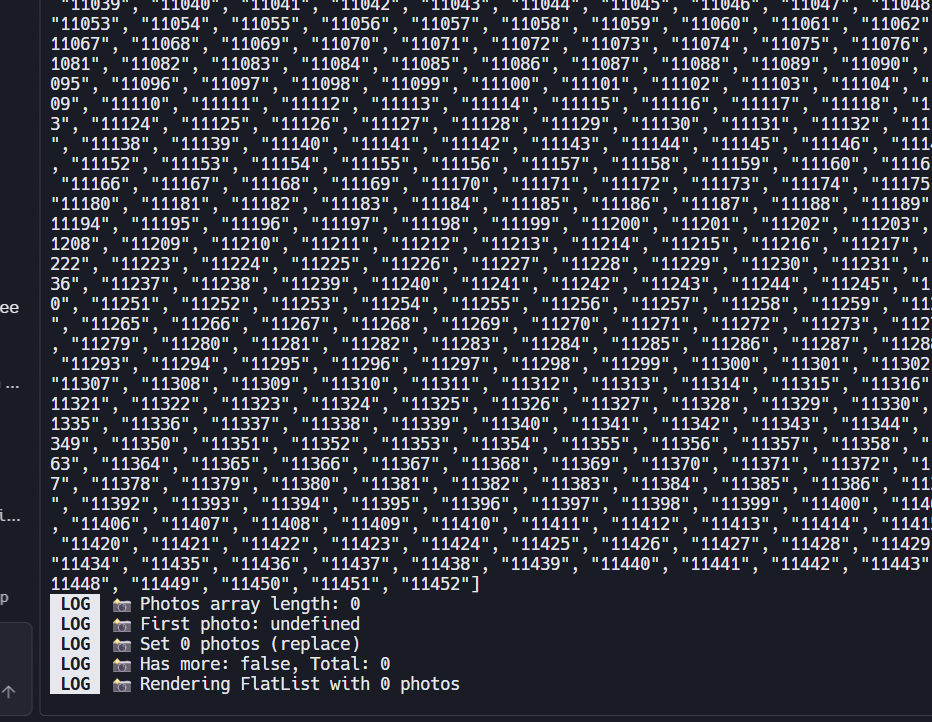 "11039", "11040", "11041", "11042", "11043", "11044", "11045", "11046", "11047", "11048
"11053", "11054", "11055", "11056", "11057", "11058", "11059", "11060", "11061", "11062"
11067", "11068", "11069", "11070", "11071", "11072", "11073", "11074", "11075", "11076",
1081", "11082", "11083", "11084", "11085", "11086", "11087", "11088", "11089", "11090",
095", "11096", "11097", "11098", "11099", "11100", "11101", "11102", "11103", "11104", "
09", "11110", "11111", "11112", "11113", "11114", "11115", "11116", "11117", "11118", "1
3", "11124", "11125", "11126", "11127", "11128", "11129", "11130", "11131", "11132", "11
", "11138", "11139", "11140", "11141", "11142", "11143", "11144", "11145", "11146", "111
, "11152", "11153", "11154", "11155", "11156", "11157", "11158", "11159", "11160", "1116
"11166", "11167", "11168", "11169", "11170", "11171", "11172", "11173", "11174", "11175
"11180", "11181", "11182", "11183", "11184", "11185", "11186", "11187", "11188", "11189"
11194", "11195", "11196", "11197", "11198", "11199", "11200", "11201", "11202", "11203",
1208", "11209", "11210", "11211", "11212", "11213", "11214", "11215", "11216", "11217",
222", "11223", "11224", "11225", "11226", "11227", "11228", "11229", "11230", "11231", "
36", "11237", "11238", "11239", "11240", "11241", "11242", "11243", "11244", "11245", "1
0", "11251", "11252", "11253", "11254", "11255", "11256", "11257", "11258", "11259", "11
", "11265", "11266", "11267", "11268", "11269", "11270", "11271", "11272", "11273", "112
, "11279", "11280", "11281", "11282", "11283", "11284", "11285", "11286", "11287", "1128
"11293", "11294", "11295", "11296", "11297", "11298", "11299", "11300", "11301", "11302
"11307", "11308", "11309", "11310", "11311", "11312", "11313", "11314", "11315", "11316"
11321", "11322", "11323", "11324", "11325", "11326", "11327", "11328", "11329", "11330",
1335", "11336", "11337", "11338", "11339", "11340", "11341", "11342", "11343", "11344",
349", "11350", "11351", "11352", "11353", "11354", "11355", "11356", "11357", "11358", "
63", "11364", "11365", "11366", "11367", "11368", "11369", "11370", "11371", "11372", "1
7", "11378", "11379", "11380", "11381", "11382", "11383", "11384", "11385", "11386", "11
", "11392", "11393", "11394", "11395", "11396", "11397", "11398", "11399", "11400", "114
, "11406", "11407", "11408", "11409", "11410", "11411", "11412", "11413", "11414", "1141
"11420", "11421", "11422", "11423", "11424", "11425", "11426", "11427", "11428", "11429
"11434", "11435", "11436", "11437", "11438", "11439", "11440", "11441", "11442", "11443"
11448", "11449", "11450", "11451", "11452"]
LOG 📸 Photos array length: 0
LOG 📸 First photo: undefined
LOG 📸 Set 0 photos (replace)
LOG 📸 Has more: false, Total: 0
LOG 📸 Rendering FlatList with 0 photos
ee
...
i...
p